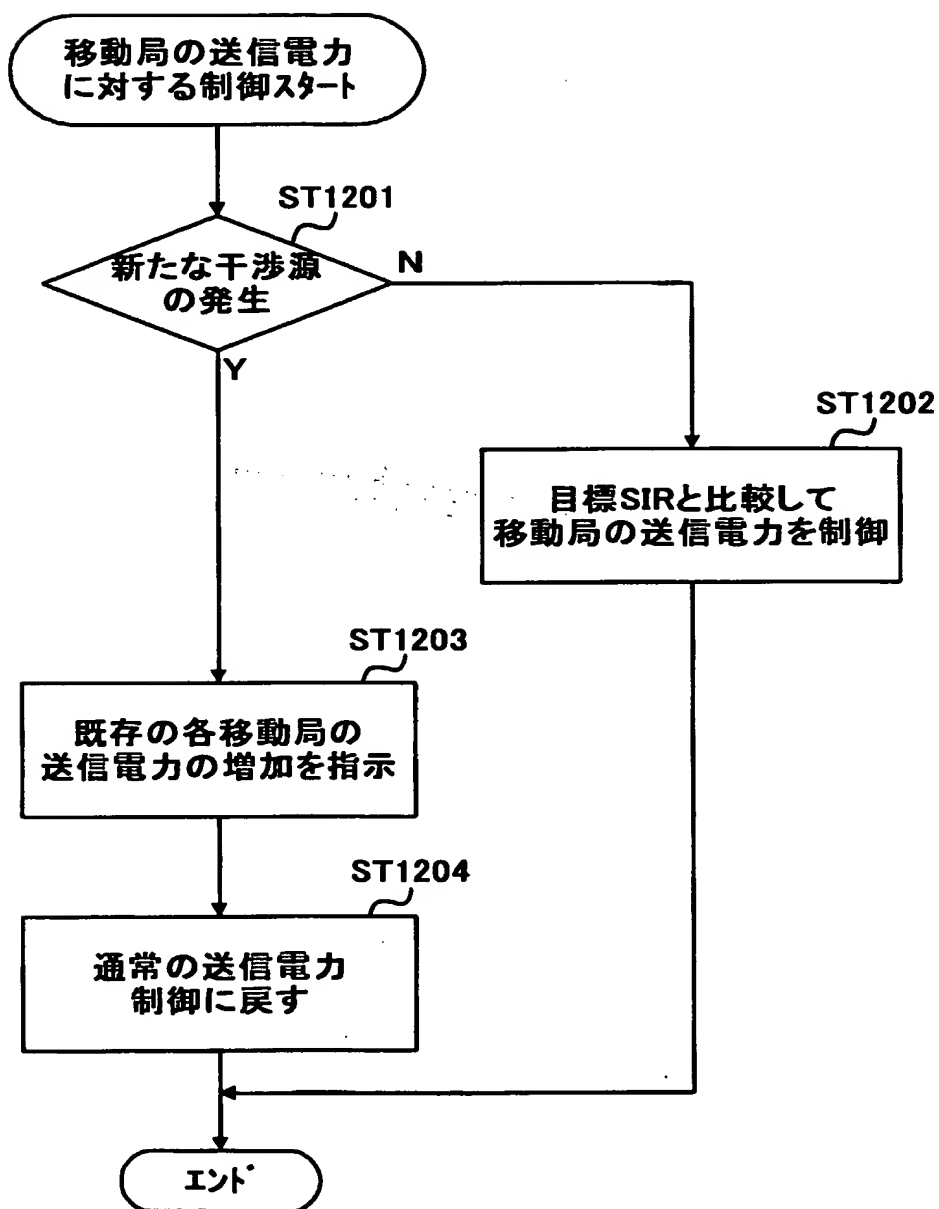 移動局の送信電力
に対する制御スタート
ST1201
新たな干渉源
の発生
N
Y
ST1202
目標SIRと比較して
移動局の送信電力を制御
ST1203
既存の各移動局の
送信電力の増加を指示
ST1204
通常の送信電力
制御に戻す
エンド